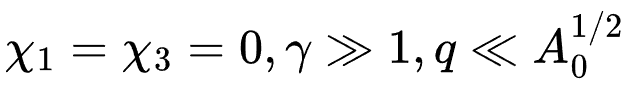 χ₁ = χ₃ = 0, γ ≫ 1, q ≪ A₀^{1/2}